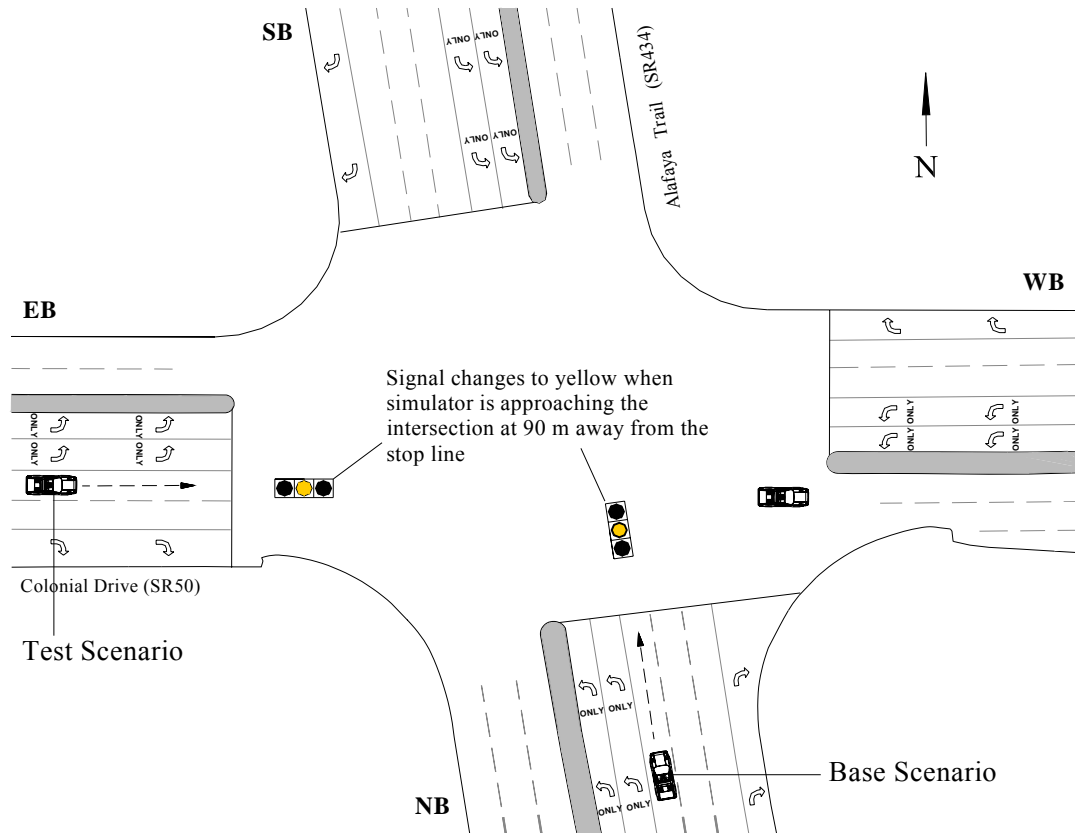 SB
ONLY ONLY
ONLY ONLY
Alafaya Trail (SR434)
N
EB
WB
Signal changes to yellow when
simulator is approaching the
intersection at 90 m away from the
stop line
ONLY
ONLY
ONLY
ONLY
ONLY
ONLY
ONLY
ONLY
Colonial Drive (SR50)
Test Scenario
ONLY ONLY
ONLY ONLY
Base Scenario
NB